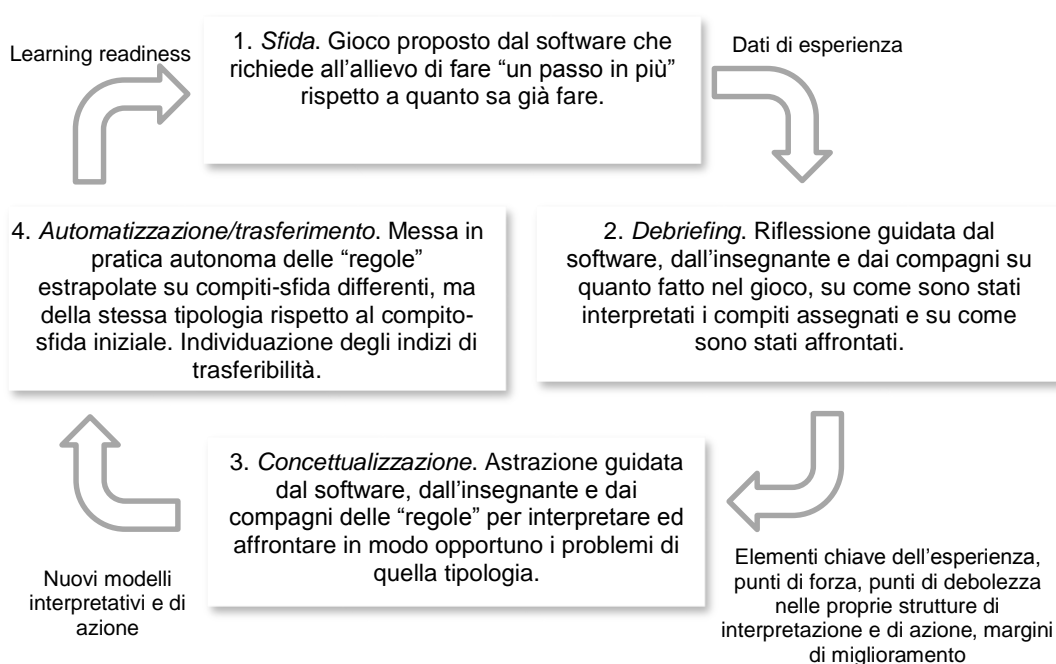 Learning readiness
1. Sfida. Gioco proposto dal software che
richiede all’allievo di fare “un passo in più”
rispetto a quanto sa già fare.
Dati di esperienza
2. Debriefing. Riflessione guidata dal
software, dall’insegnante e dai compagni su
quanto fatto nel gioco, su come sono stati
interpretati i compiti assegnati e su come
sono stati affrontati.
Elementi chiave dell’esperienza,
punti di forza, punti di debolezza
nelle proprie strutture di
interpretazione e di azione, margini
di miglioramento
3. Concettualizzazione. Astrazione guidata
dal software, dall’insegnante e dai
compagni delle “regole” per interpretare ed
affrontare in modo opportuno i problemi di
quella tipologia.
Nuovi modelli
interpretativi e di
azione
4. Automatizzazione/trasferimento. Messa in
pratica autonoma delle “regole”
estrapolate su compiti-sfida differenti, ma
della stessa tipologia rispetto al compito-
sfida iniziale. Individuazione degli indizi di
trasferibilità.